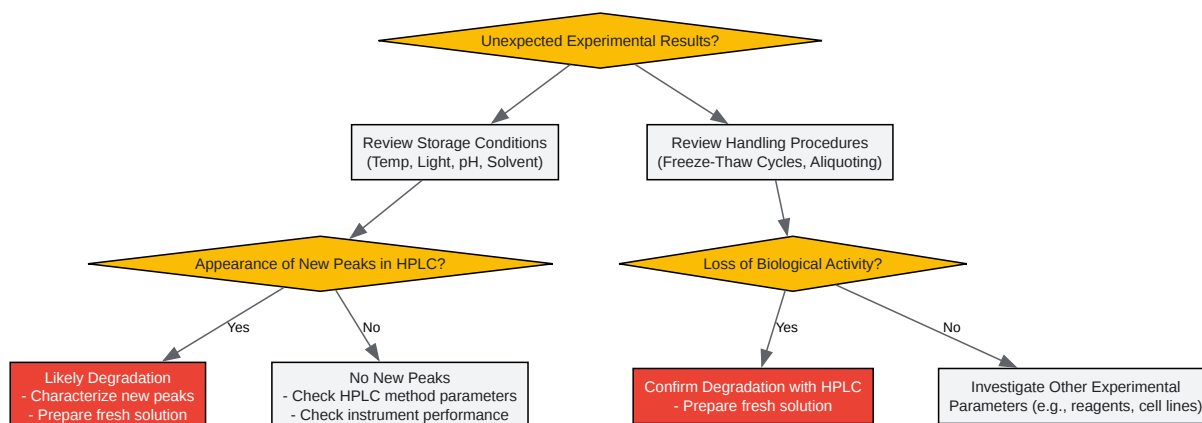 Unexpected Experimental Results?
Review Storage Conditions
(Temp, Light, pH, Solvent)
Review Handling Procedures
(Freeze-Thaw Cycles, Aliquoting)
Appearance of New Peaks in HPLC?
Loss of Biological Activity?
Yes
No
Yes
No
Likely Degradation
- Characterize new peaks
- Prepare fresh solution
No New Peaks
- Check HPLC method parameters
- Check instrument performance
Confirm Degradation with HPLC
- Prepare fresh solution
Investigate Other Experimental
Parameters (e.g., reagents, cell lines)